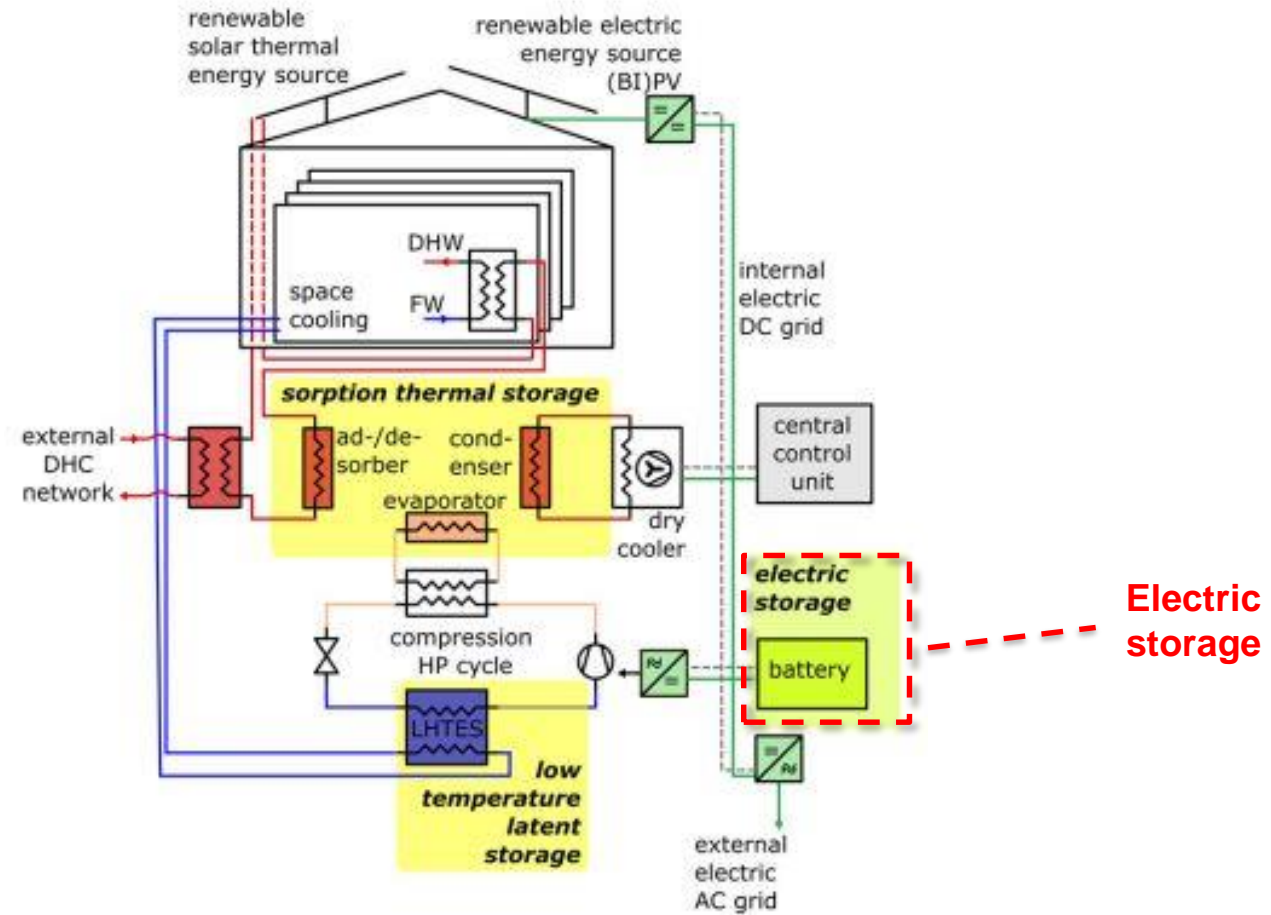 renewable
solar thermal
energy source
renewable electric
energy source
(BI)PV
DHW
FW
space
cooling
internal
electric
DC grid
sorption thermal storage
external
DHC
network
ad-/de-
sorber
cond-
enser
evaporator
dry
cooler
central
control
unit
compression
HP cycle
electric
storage
battery
Electric
storage
LHTES
low
temperature
latent
storage
external
electric
AC grid